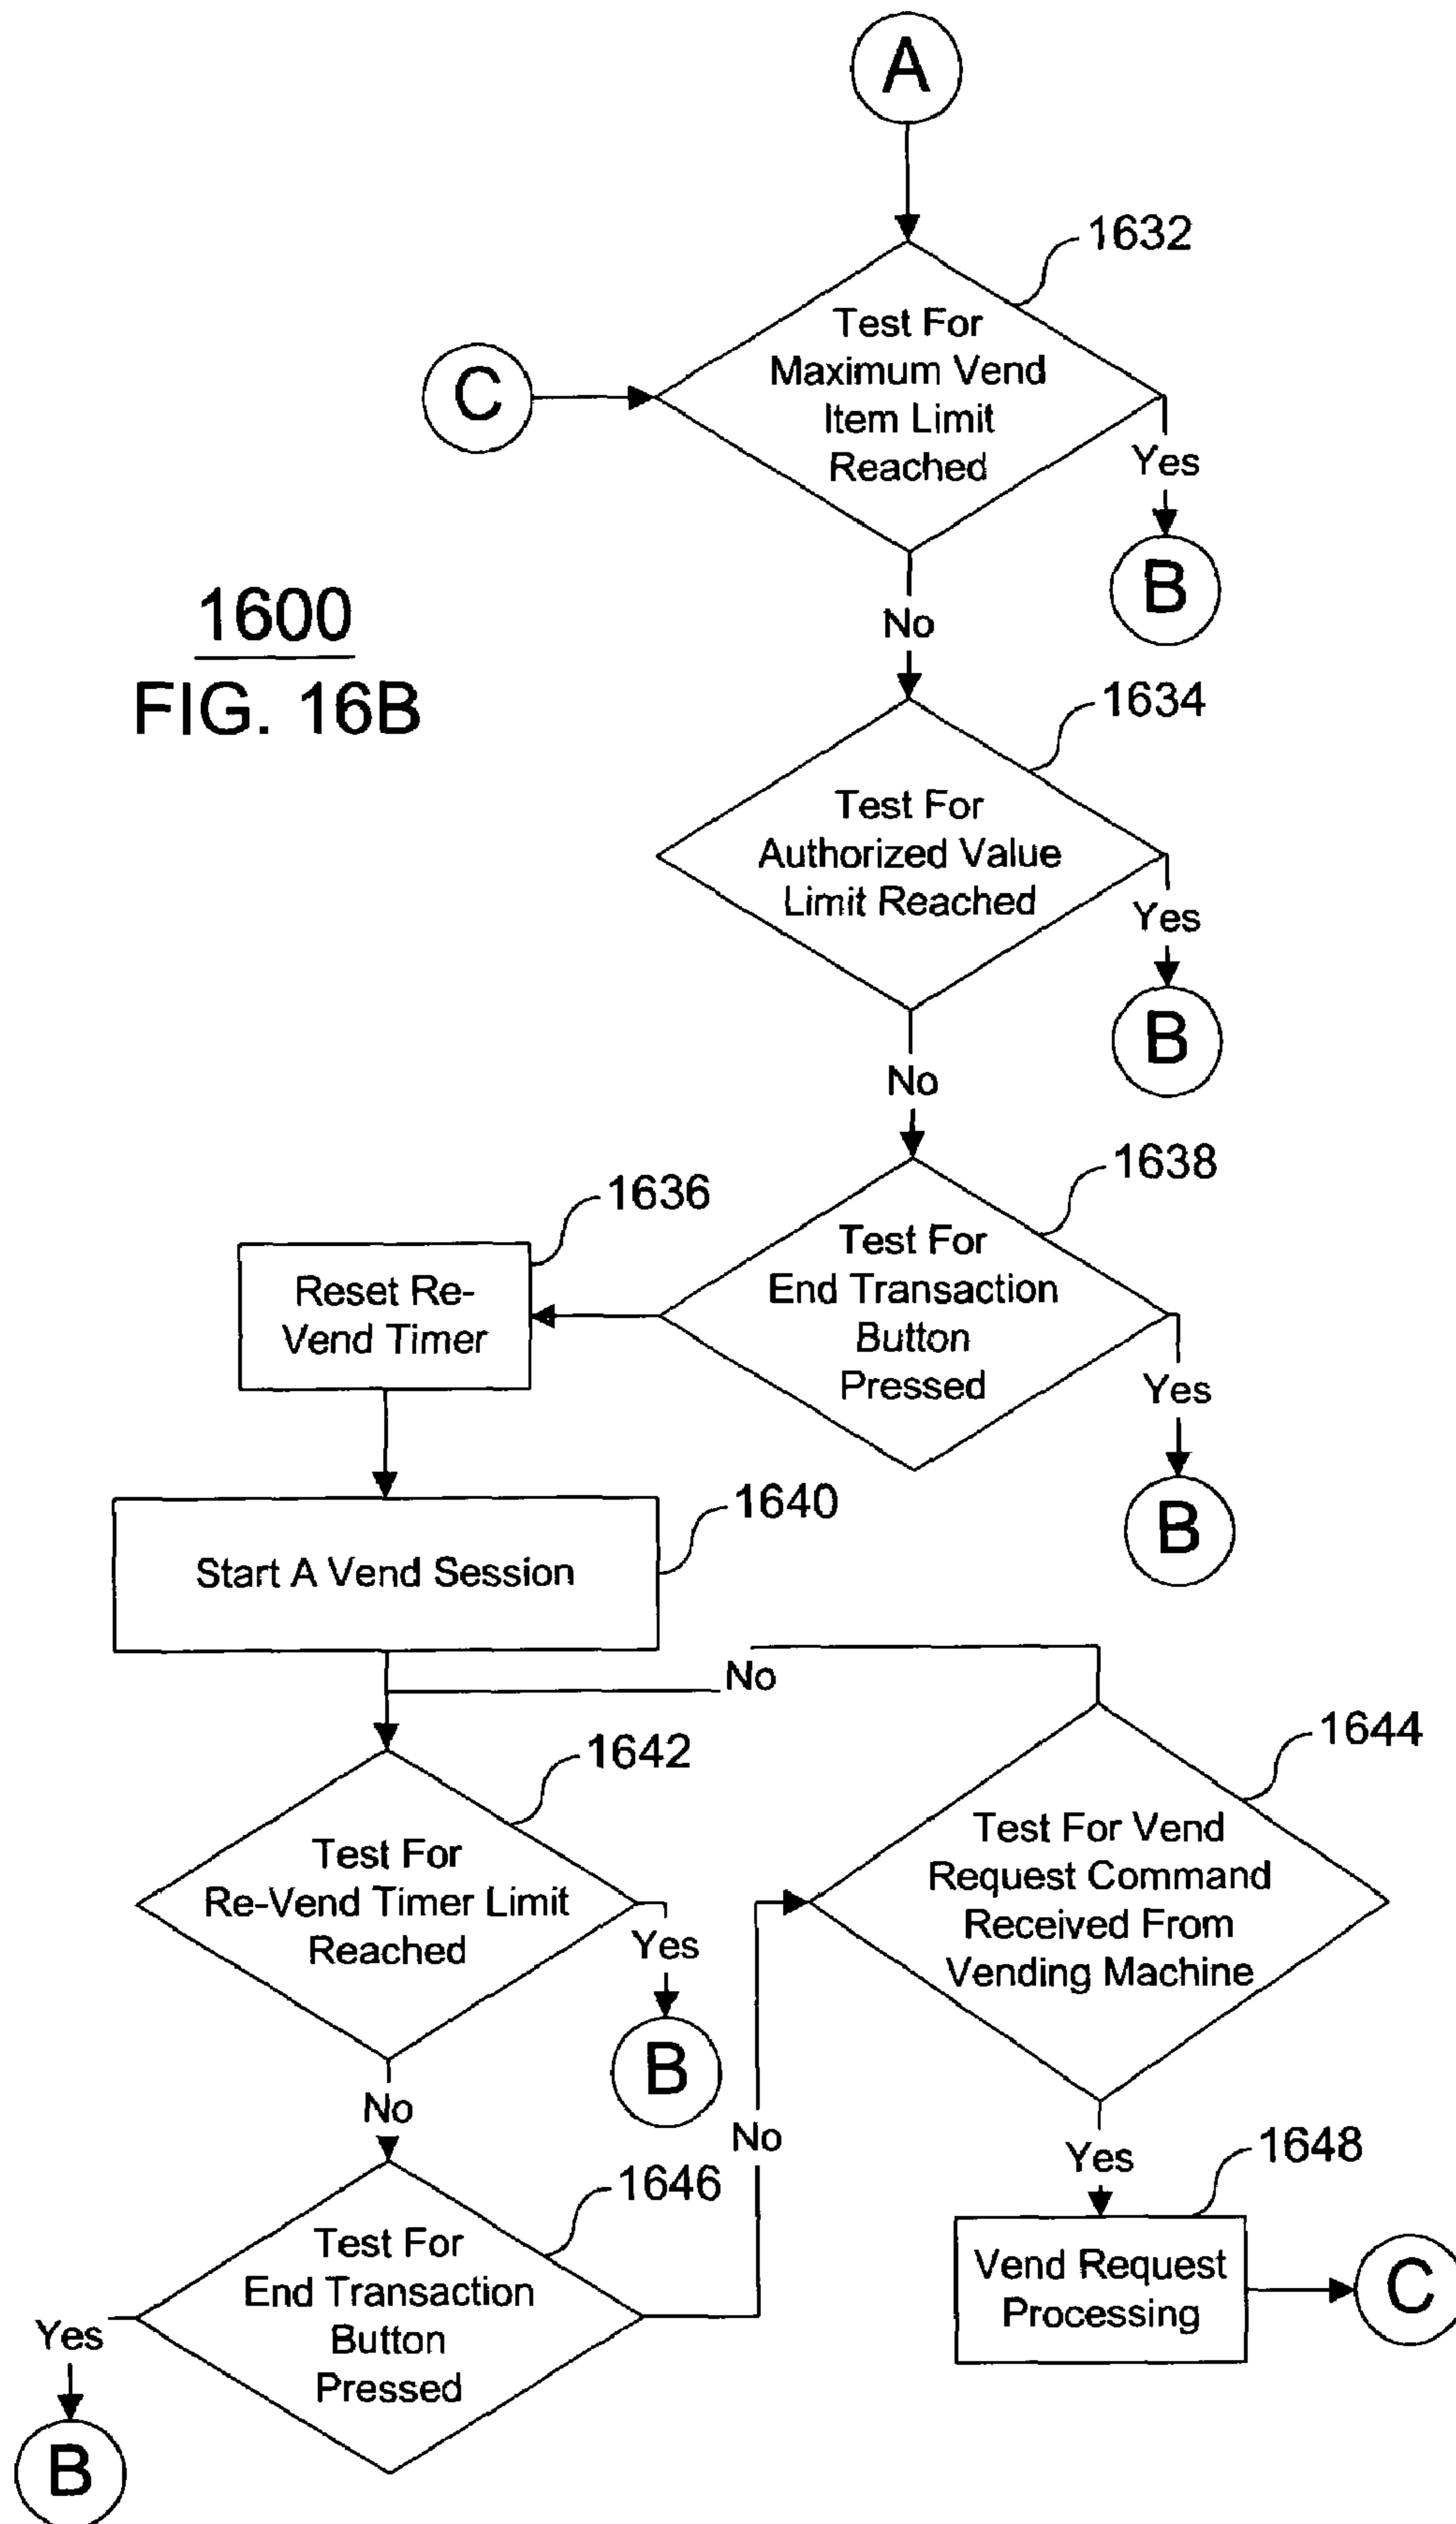 A
1632
Test For
Maximum Vend
Item Limit
Reached
C
Yes
B
1600
FIG. 16B
No
1634
Test For
Authorized Value
Limit Reached
Yes
B
No
1638
1636
Test For
End Transaction
Button
Pressed
Reset Re-
Vend Timer
Yes
B
1640
Start A Vend Session
No
1642
1644
Test For
Re-Vend Timer Limit
Reached
Test For Vend
Request Command
Received From
Vending Machine
Yes
B
No
No
Yes
1648
1646
Test For
End Transaction
Button
Pressed
Vend Request
Processing
C
Yes
B